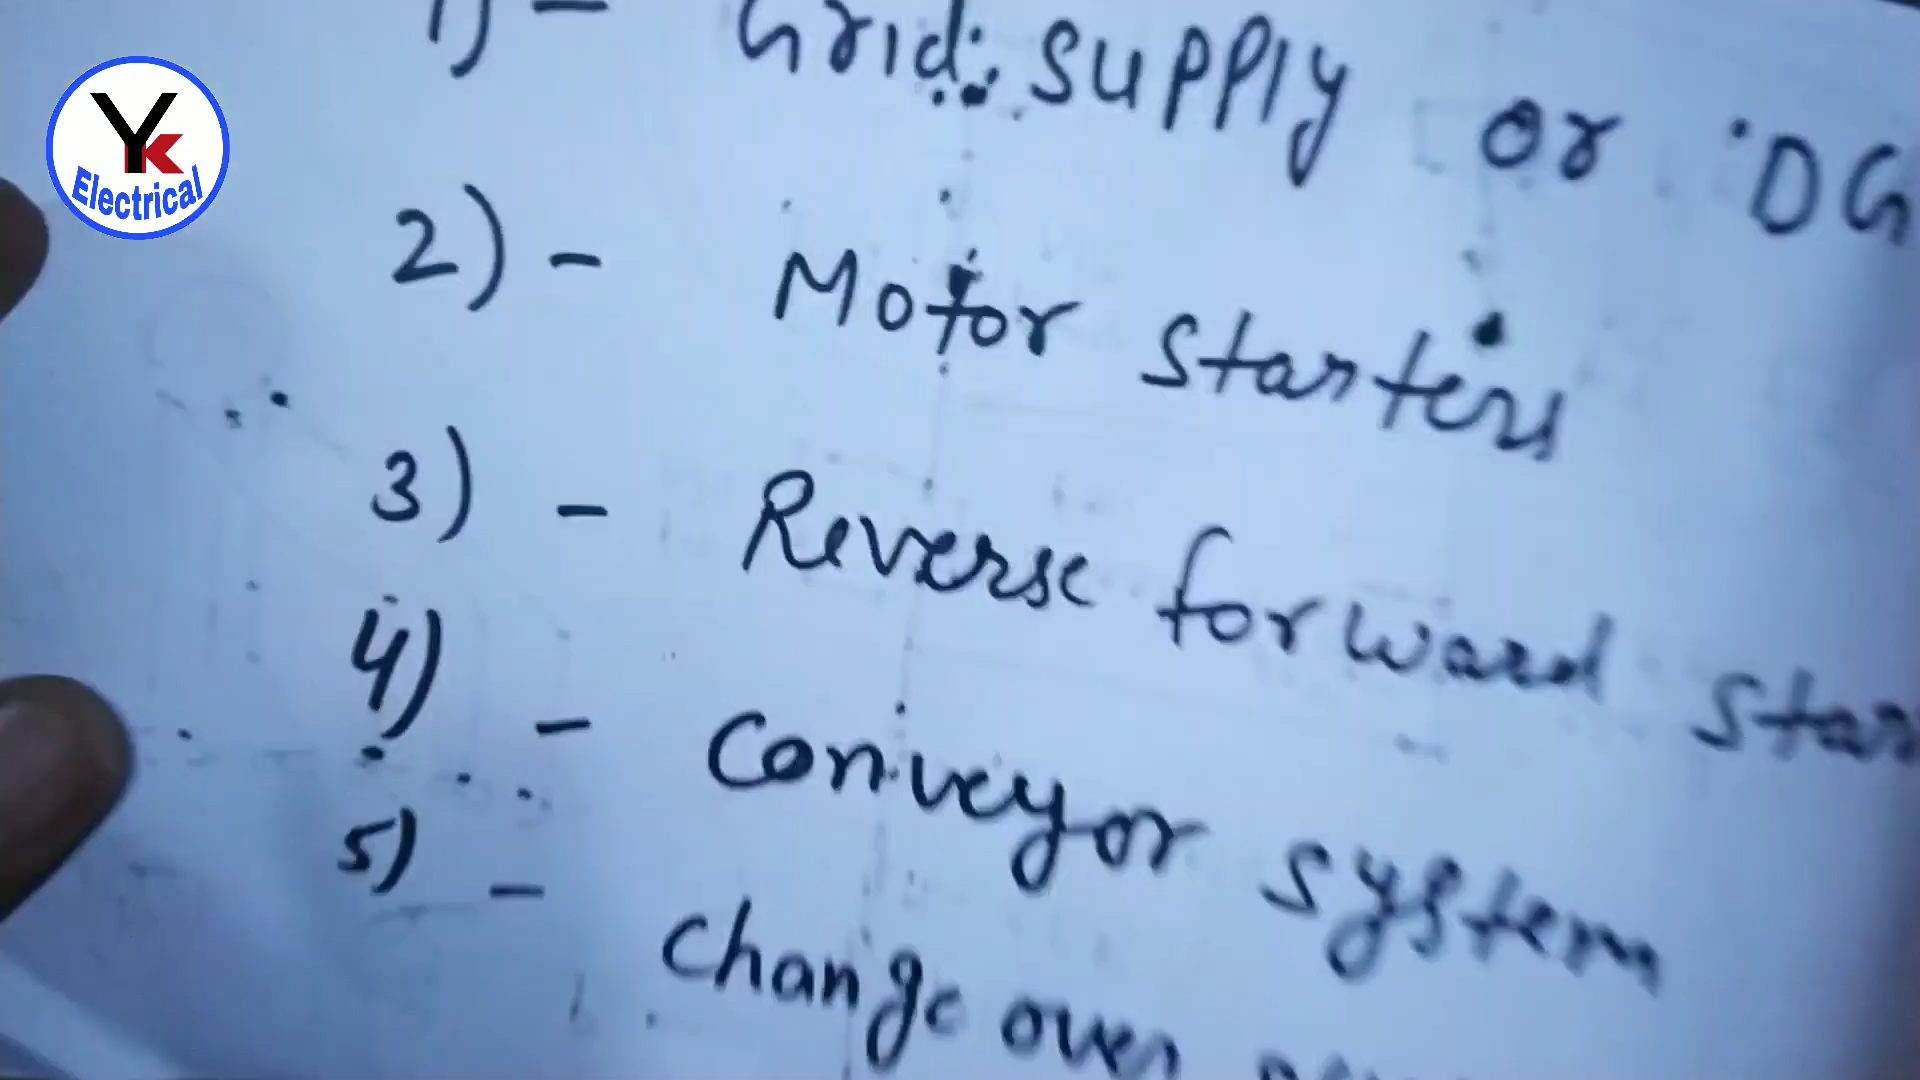 1) - Grid supply or DG
YK
Electrical
2) - Motor starters
3) - Reverse forward star
4) - Conveyor system
5) - change over